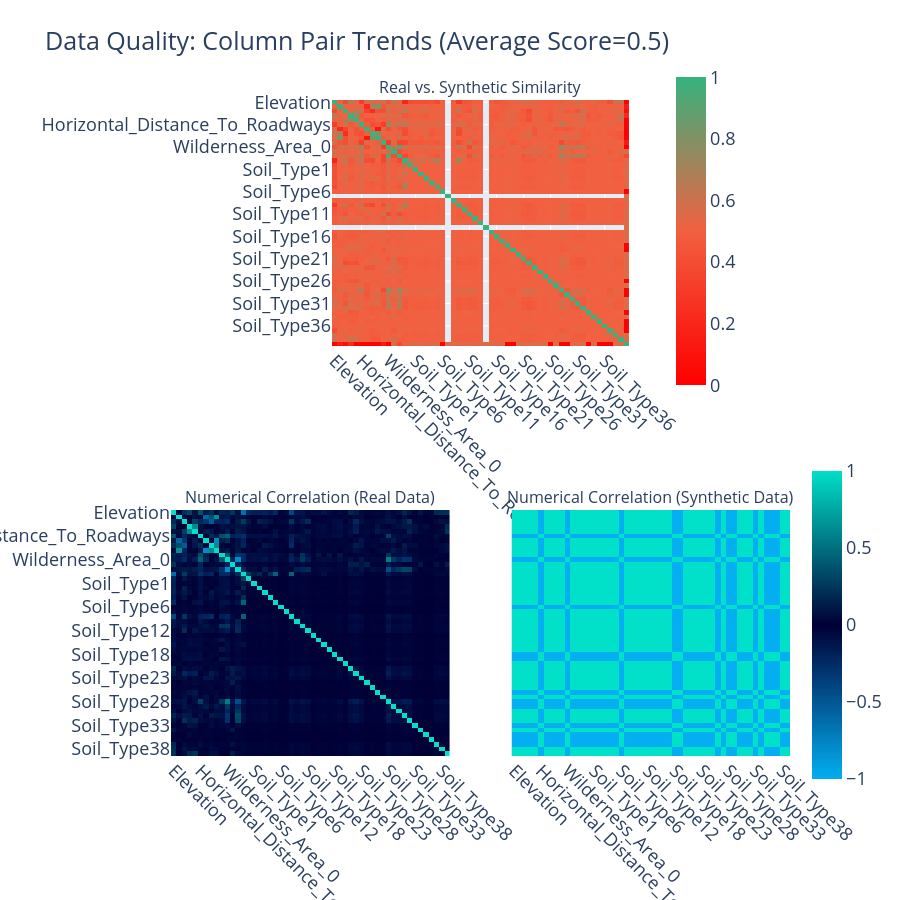 Data Quality: Column Pair Trends (Average Score=0.5)
Real vs. Synthetic Similarity
Elevation
Horizontal_Distance_To_Roadways
Wilderness_Area_0
Soil_Type1
Soil_Type6
Soil_Type11
Soil_Type16
Soil_Type21
Soil_Type26
Soil_Type31
Soil_Type36
Elevation
Horizontal_Distance_To_R
Wilderness_Area_0
Soil_Type1
Soil_Type6
Soil_Type11
Soil_Type16
Soil_Type21
Soil_Type26
Soil_Type31
Soil_Type36
1
0.8
0.6
0.4
0.2
0
Numerical Correlation (Real Data)
Elevation
stance_To_Roadways
Wilderness_Area_0
Soil_Type1
Soil_Type6
Soil_Type12
Soil_Type18
Soil_Type23
Soil_Type28
Soil_Type33
Soil_Type38
Elevation
Horizontal_Distance_To
Wilderness_Area_0
Soil_Type1
Soil_Type6
Soil_Type12
Soil_Type18
Soil_Type23
Soil_Type28
Soil_Type33
Soil_Type38
Numerical Correlation (Synthetic Data)
Elevation
Horizontal_Distance_To
Wilderness_Area_0
Soil_Type1
Soil_Type6
Soil_Type12
Soil_Type18
Soil_Type23
Soil_Type28
Soil_Type33
Soil_Type38
1
0.5
0
−0.5
−1